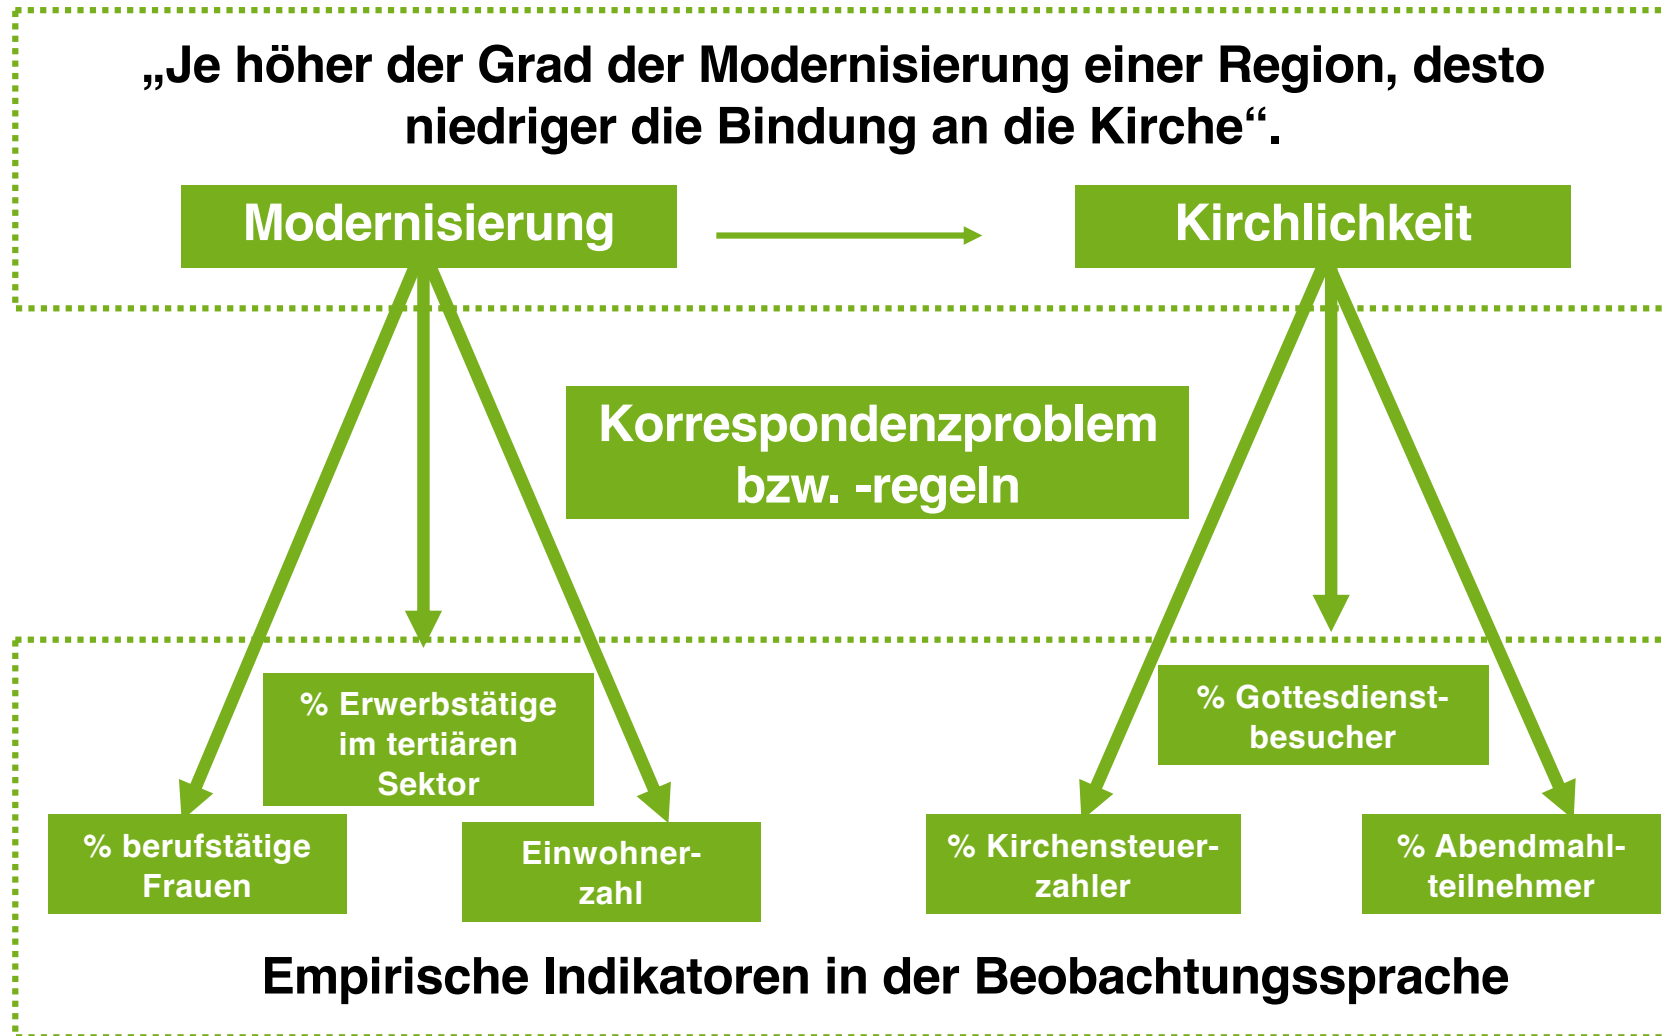 „Je höher der Grad der Modernisierung einer Region, desto
niedriger die Bindung an die Kirche“.
Modernisierung
Kirchlichkeit
Korrespondenzproblem
bzw. -regeln
% Erwerbstätige
im tertiären
Sektor
% Gottesdienst-
besucher
% berufstätige
Frauen
Einwohner-
zahl
% Kirchensteuer-
zahler
% Abendmahl-
teilnehmer
Empirische Indikatoren in der Beobachtungssprache